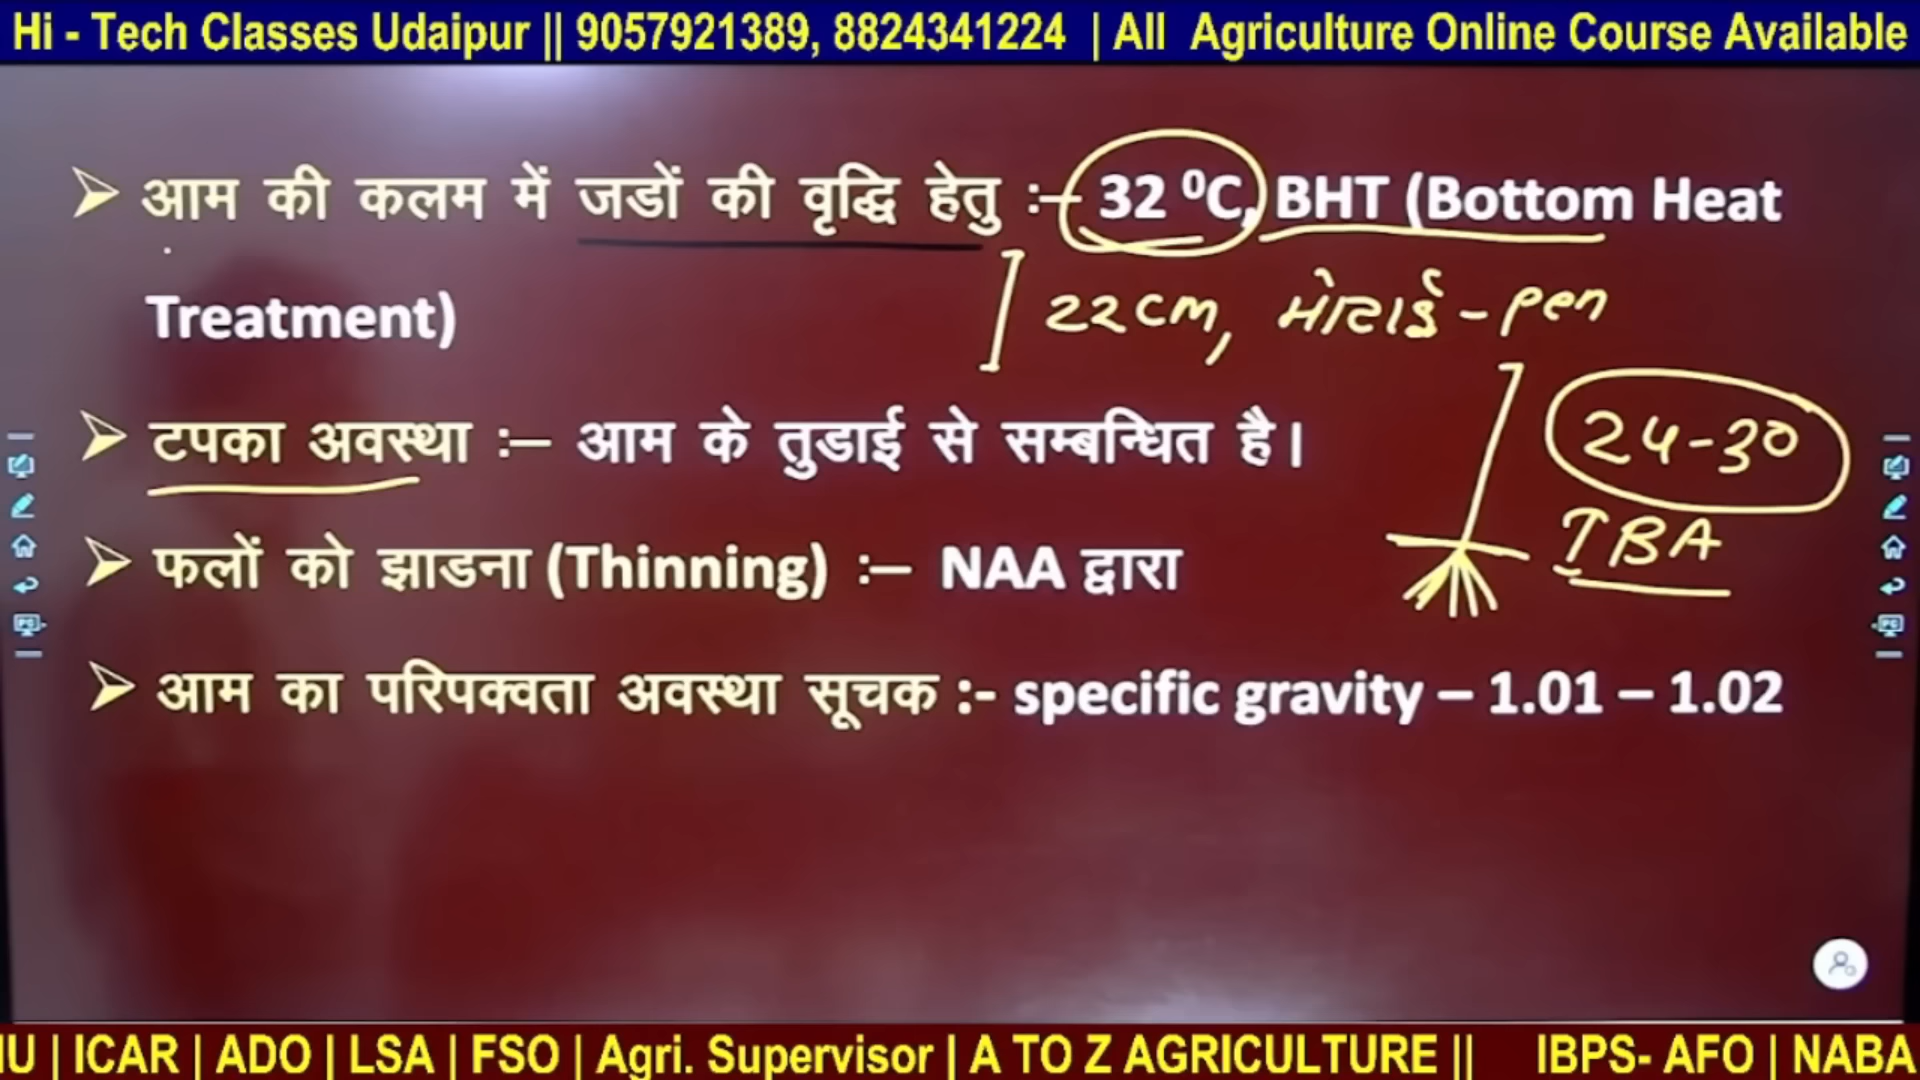 Hi - Tech Classes Udaipur || 9057921389, 8824341224 | All Agriculture Online Course Available
➢ आम की कलम में जडों की वृद्धि हेतु :– 32 ⁰C, BHT (Bottom Heat
Treatment)
22cm, मोटाई - pen
➢ टपका अवस्था :– आम के तुडाई से सम्बन्धित है।
24-30
IBA
➢ फलों को झाडना (Thinning) :– NAA द्वारा
➢ आम का परिपक्वता अवस्था सूचक :- specific gravity – 1.01 – 1.02
IU | ICAR | ADO | LSA | FSO | Agri. Supervisor | A TO Z AGRICULTURE || IBPS- AFO | NABA